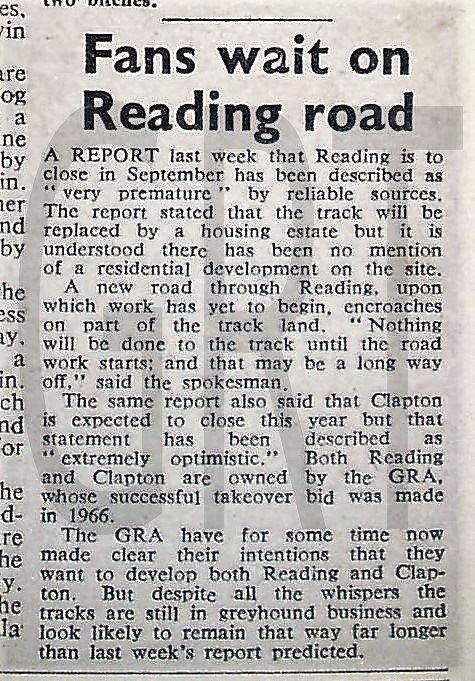 two bitches.
Fans wait on
Reading road
A REPORT last week that Reading is to
close in September has been described as
"very premature" by reliable sources.
The report stated that the track will be
replaced by a housing estate but it is
understood there has been no mention
of a residential development on the site.
A new road through Reading, upon
which work has yet to begin, encroaches
on part of the track land. "Nothing
will be done to the track until the road
work starts; and that may be a long way
off," said the spokesman.
The same report also said that Clapton
is expected to close this year but that
statement has been described as
"extremely optimistic." Both Reading
and Clapton are owned by the GRA,
whose successful takeover bid was made
in 1966.
The GRA have for some time now
made clear their intentions that they
want to develop both Reading and Clap-
ton. But despite all the whispers the
tracks are still in greyhound business and
look likely to remain that way far longer
than last week's report predicted.
GRT